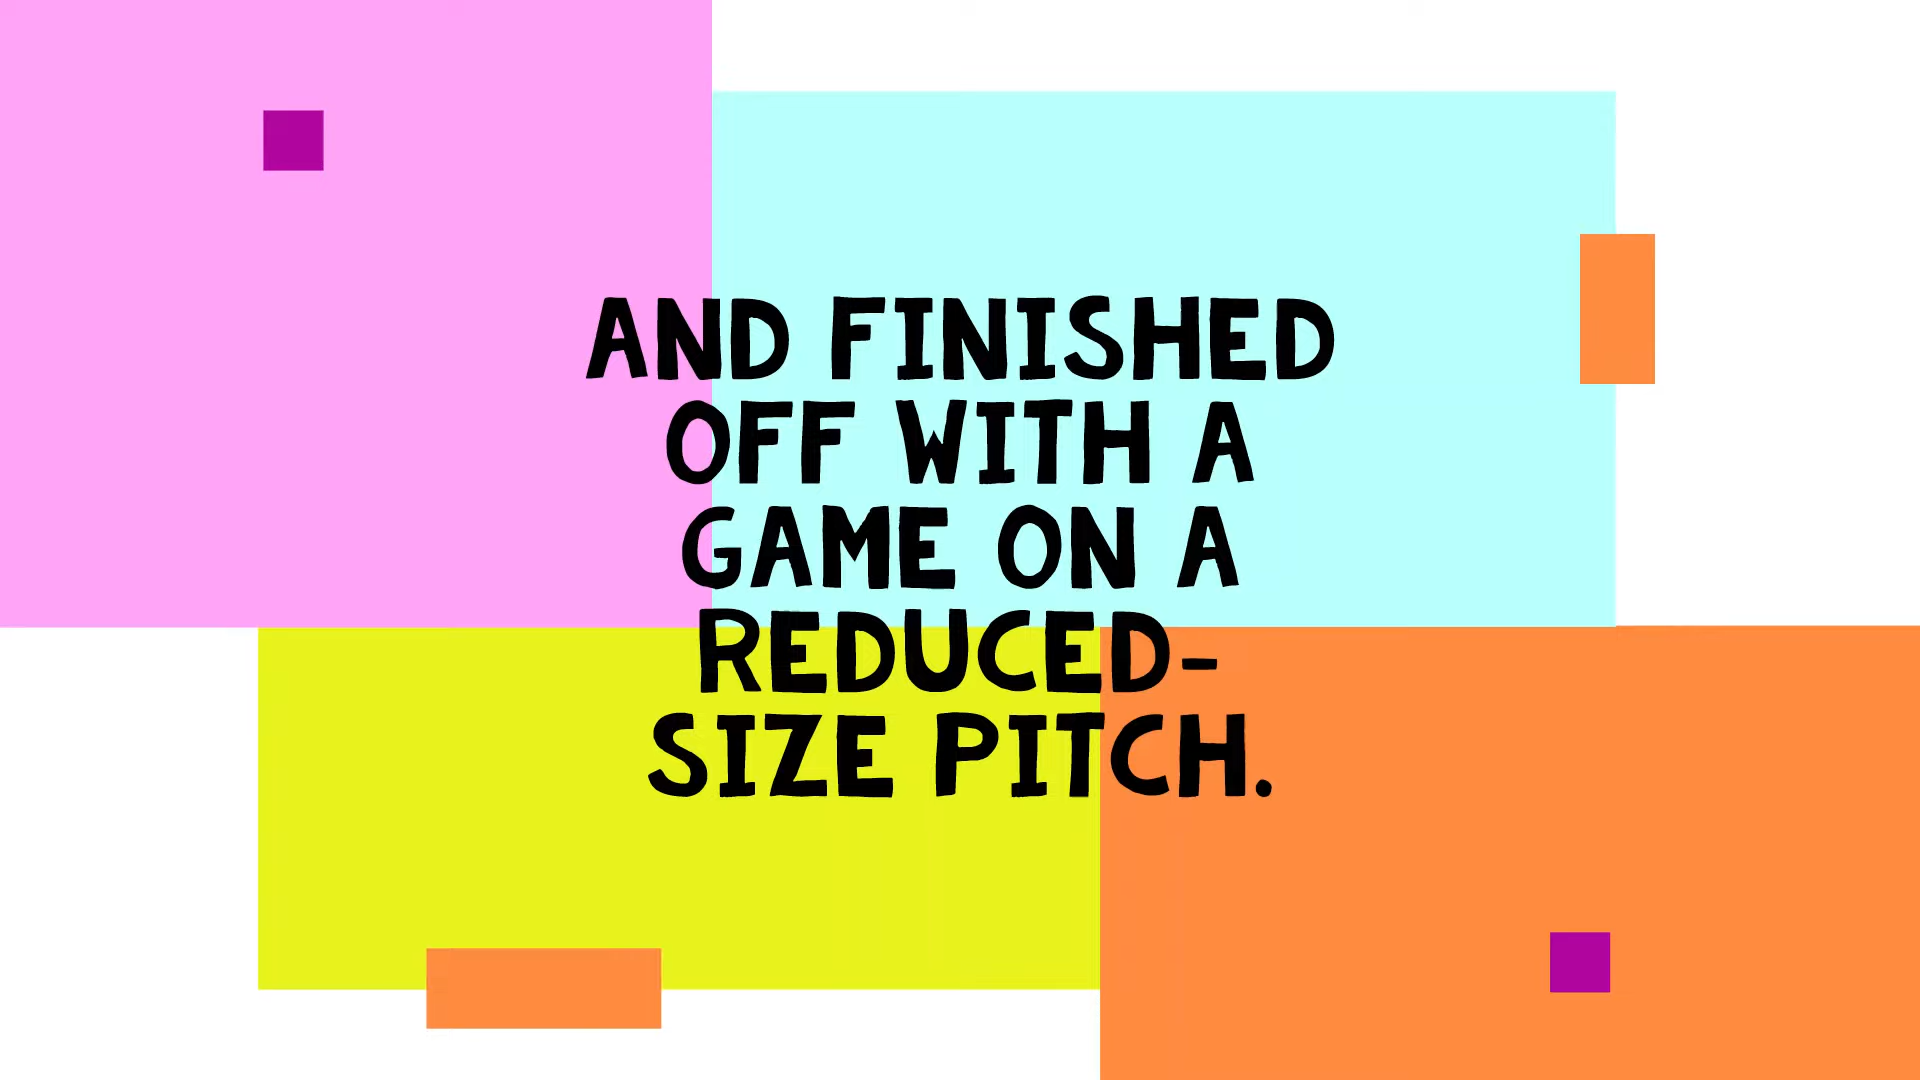 AND FINISHED
OFF WITH A
GAME ON A
REDUCED-
SIZE PITCH.